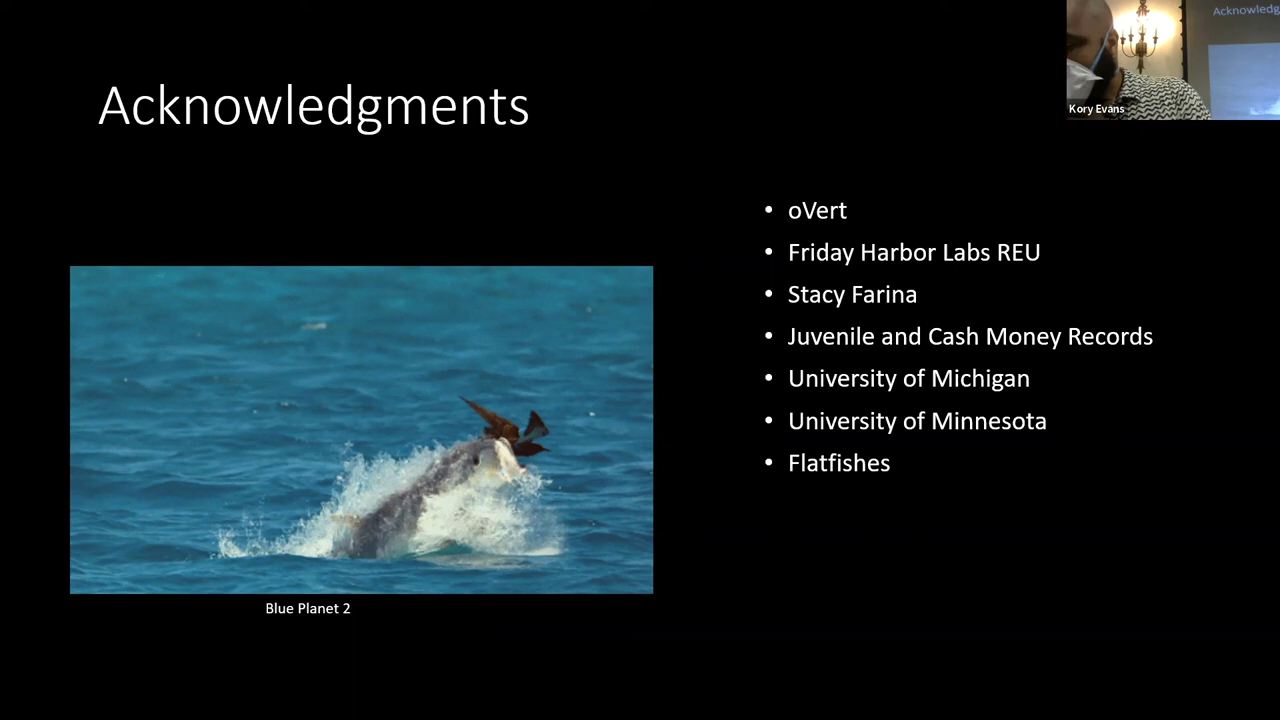 Acknowledgments
Acknowledg
Kory Evans
• oVert
• Friday Harbor Labs REU
• Stacy Farina
• Juvenile and Cash Money Records
• University of Michigan
• University of Minnesota
• Flatfishes
Blue Planet 2